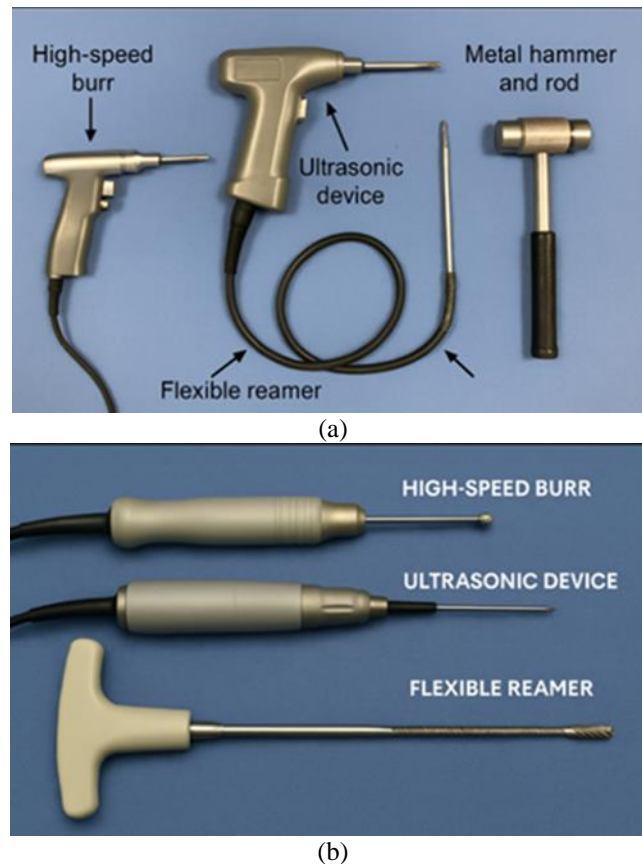 High-speed
burr
Metal hammer
and rod
Ultrasonic
device
Flexible reamer
(a)
HIGH-SPEED BURR
ULTRASONIC DEVICE
FLEXIBLE REAMER
(b)